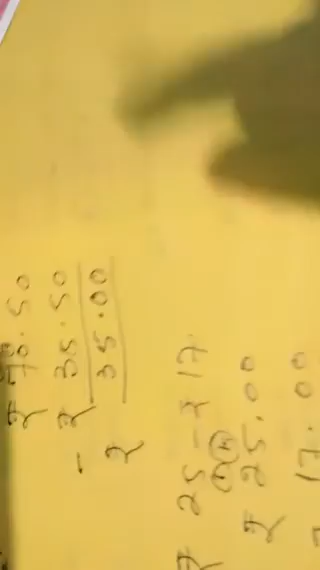 ₹ 70.50
- ₹ 35.50
₹ 35.00
₹ 25 - ₹ 17
₹ 25.00
17.00